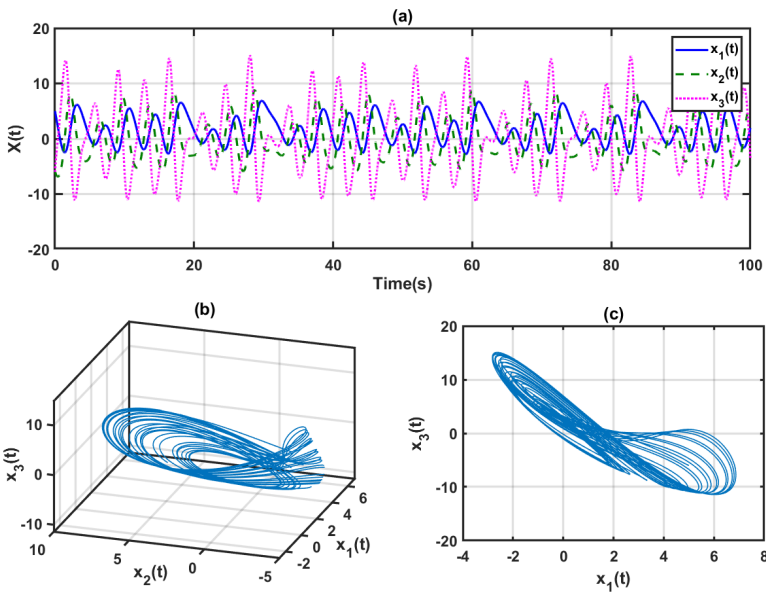 (a)
20
10
0
-10
-20
X(t)
x1(t)
x2(t)
x3(t)
0 20 40 60 80 100
Time(s)
(b)
10
0
-10
x3(t)
10 5 0 -5
x2(t)
-2 0 2 4 6
x1(t)
(c)
20
10
0
-10
-20
x3(t)
-4 -2 0 2 4 6 8
x1(t)